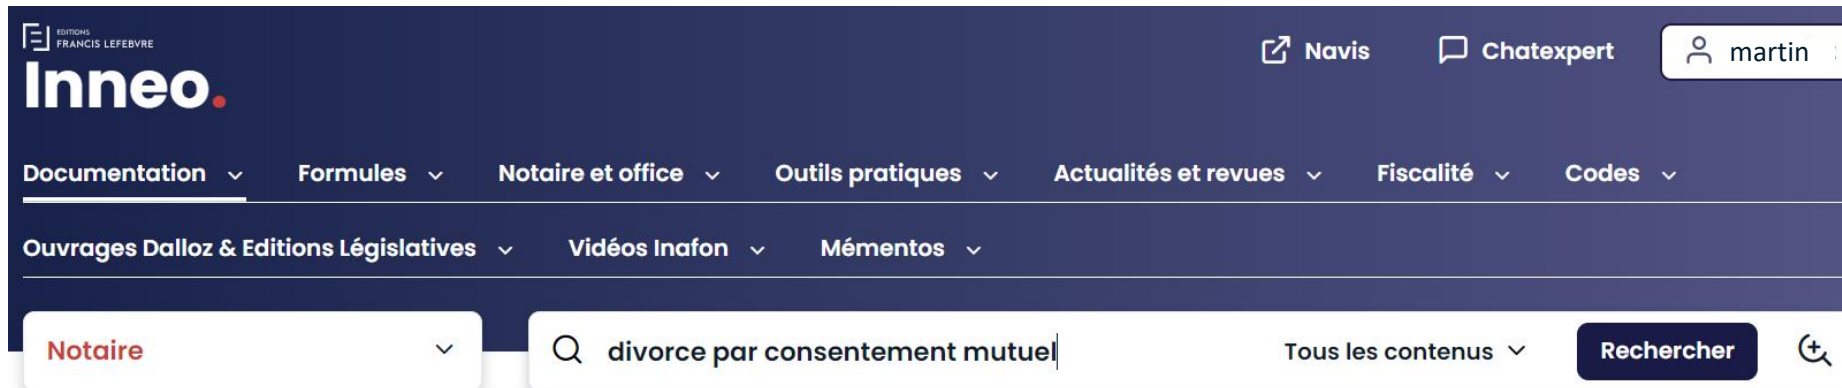 EDITIONS
FRANCIS LEFEBVRE
Inneo.
Navis Chatexpert martin
Documentation Formules Notaire et office Outils pratiques Actualités et revues Fiscalité Codes
Ouvrages Dalloz & Editions Législatives Vidéos Inafon Mémentos
Notaire divorce par consentement mutuel Tous les contenus Rechercher